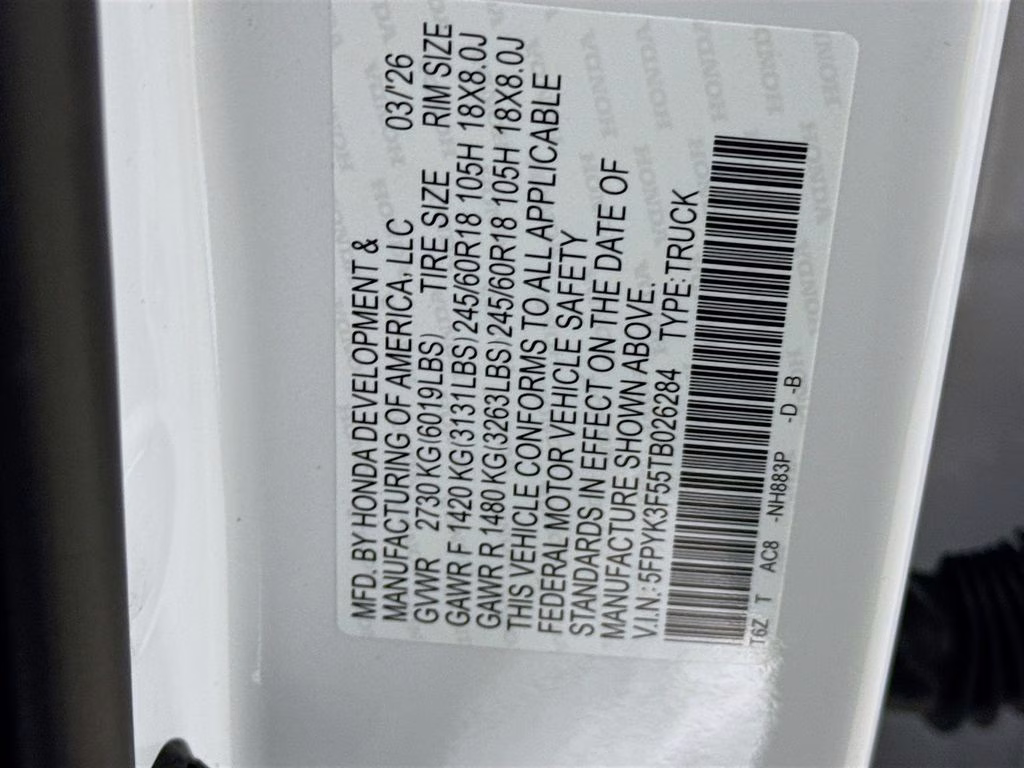 MFD. BY HONDA DEVELOPMENT &
MANUFACTURING OF AMERICA, LLC 03/'26
GVWR 2730 KG(6019LBS) TIRE SIZE RIM SIZE
GAWR F 1420 KG(3131LBS) 245/60R18 105H 18X8.0J
GAWR R 1480 KG(3263LBS) 245/60R18 105H 18X8.0J
THIS VEHICLE CONFORMS TO ALL APPLICABLE
FEDERAL MOTOR VEHICLE SAFETY
STANDARDS IN EFFECT ON THE DATE OF
MANUFACTURE SHOWN ABOVE.
V.I.N: 5FPYK3F55TB026284 TYPE:TRUCK
T6Z T AC8 -NH883P -D -B